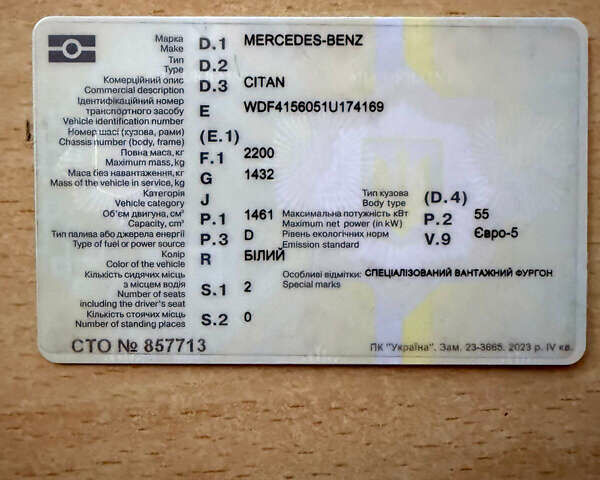 Марка D.1 MERCEDES-BENZ
Make
Тип D.2
Type
Комерційний опис D.3 CITAN
Commercial description
Ідентифікаційний номер
транспортного засобу E WDF4156051U174169
Vehicle identification number
Номер шасі (кузова, рами) (E.1)
Chassis number (body, frame)
Повна маса, кг F.1 2200
Maximum mass, kg
Маса без навантаження, кг G 1432
Mass of the vehicle in service, kg
Категорія J Тип кузова (D.4)
Vehicle category Body type
Об'єм двигуна, см³ P.1 1461 Максимальна потужність кВт P.2 55
Capacity, cm³ Maximum net power (in kW)
Тип палива або джерела енергії P.3 D Рівень екологічних норм V.9 Євро-5
Type of fuel or power source Emission standard
Колір R БІЛИЙ
Color of the vehicle
Кількість сидячих місць Особливі відмітки: СПЕЦІАЛІЗОВАНИЙ ВАНТАЖНИЙ ФУРГОН
з місцем водія S.1 2 Special marks
Number of seats
including the driver's seat
Кількість стоячих місць S.2 0
Number of standing places
СТО № 857713 ПК "Україна". Зам. 23-3665. 2023 р. IV кв.